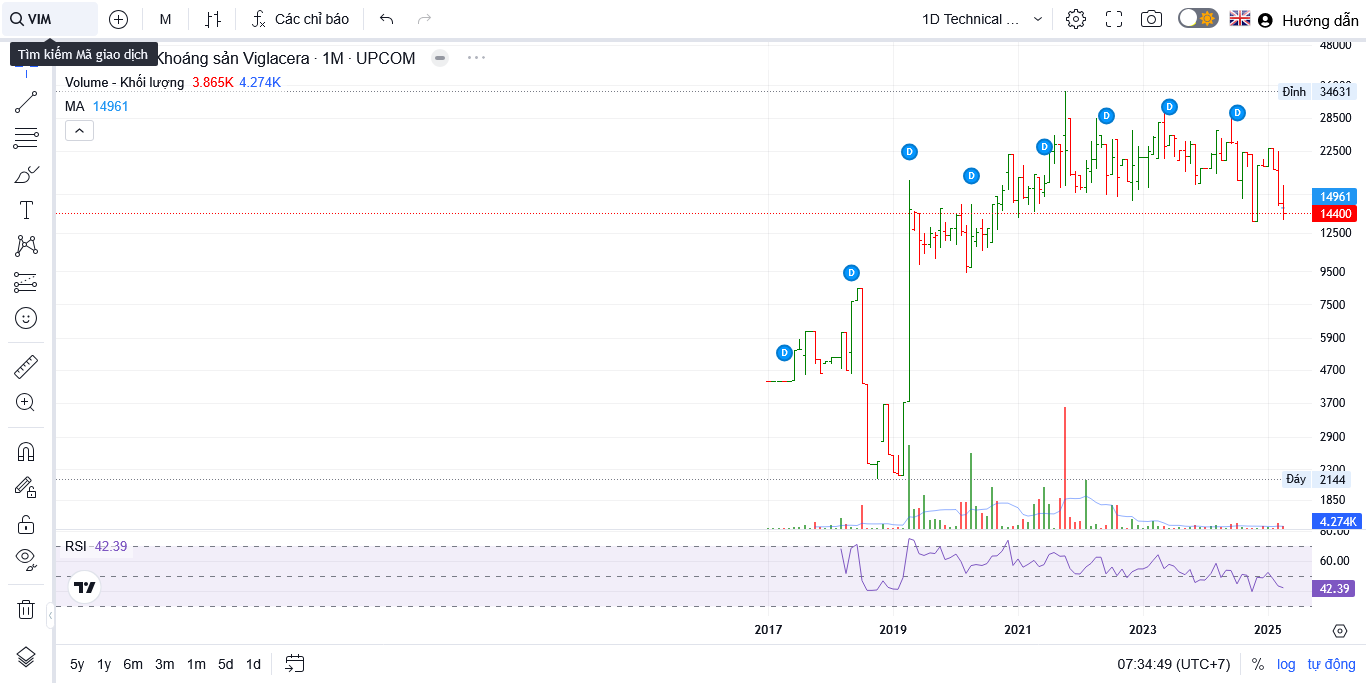 VIM
M
Các chỉ báo
1D Technical ...
Hướng dẫn
Tìm kiếm Mã giao dịch
Khoáng sản Viglacera · 1M · UPCOM
Volume - Khối lượng 3.865K 4.274K
MA 14961
48000
Đỉnh 34631
28500
22500
14961
14400
12500
9500
7500
5900
4700
3700
2900
2300
Đáy 2144
1850
4.274K
80.00
D
D
D
D
D
D
D
D
RSI 42.39
60.00
42.39
2017 2019 2021 2023 2025
5y 1y 6m 3m 1m 5d 1d
07:34:49 (UTC+7) % log tự động